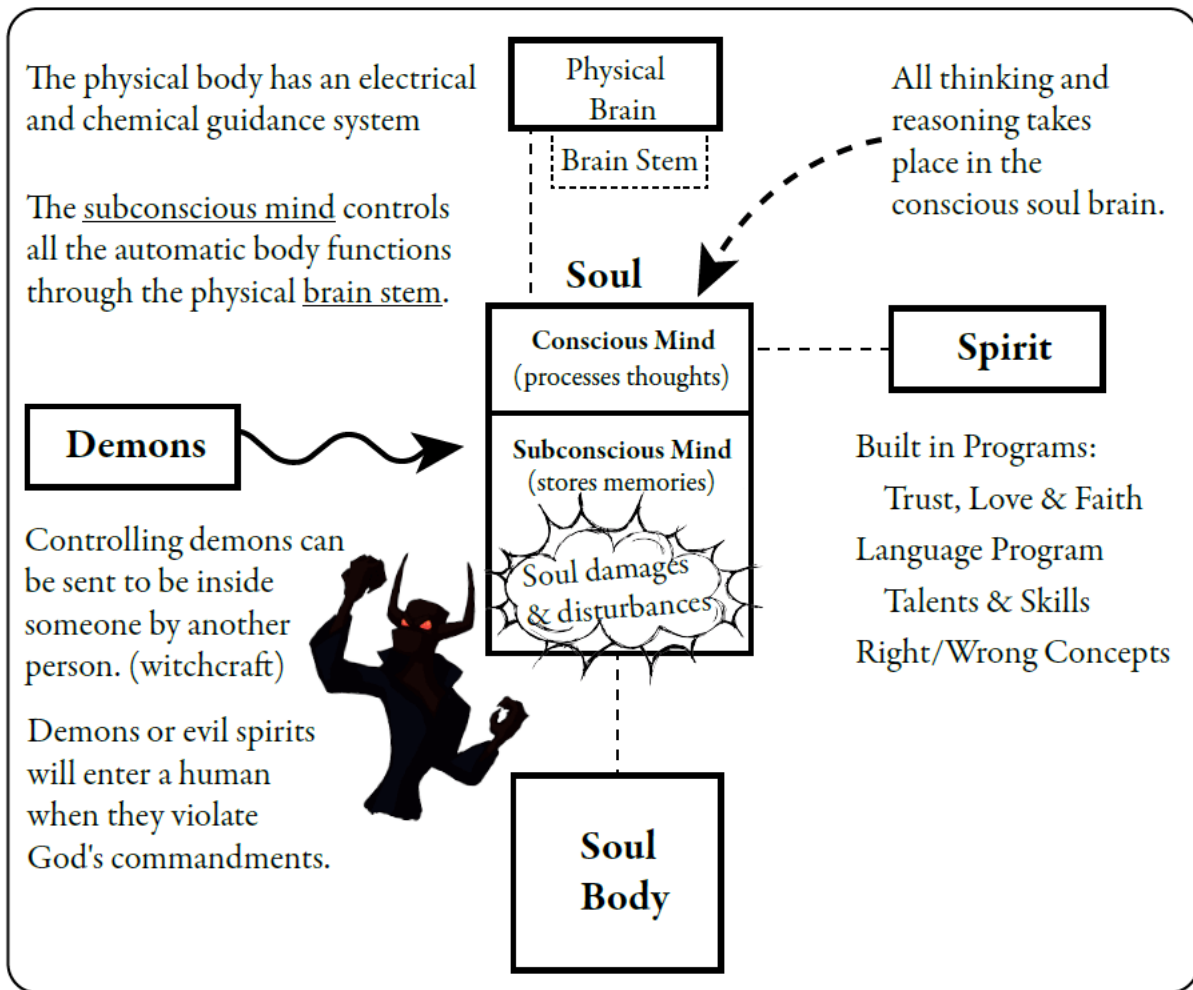 The physical body has an electrical
and chemical guidance system
The subconscious mind controls
all the automatic body functions
through the physical brain stem.
Physical
Brain
Brain Stem
All thinking and
reasoning takes
place in the
conscious soul brain.
Soul
Conscious Mind
(processes thoughts)
Subconscious Mind
(stores memories)
Soul damages
& disturbances
Spirit
Built in Programs:
Trust, Love & Faith
Language Program
Talents & Skills
Right/Wrong Concepts
Demons
Controlling demons can
be sent to be inside
someone by another
person. (witchcraft)
Demons or evil spirits
will enter a human
when they violate
God's commandments.
Soul
Body